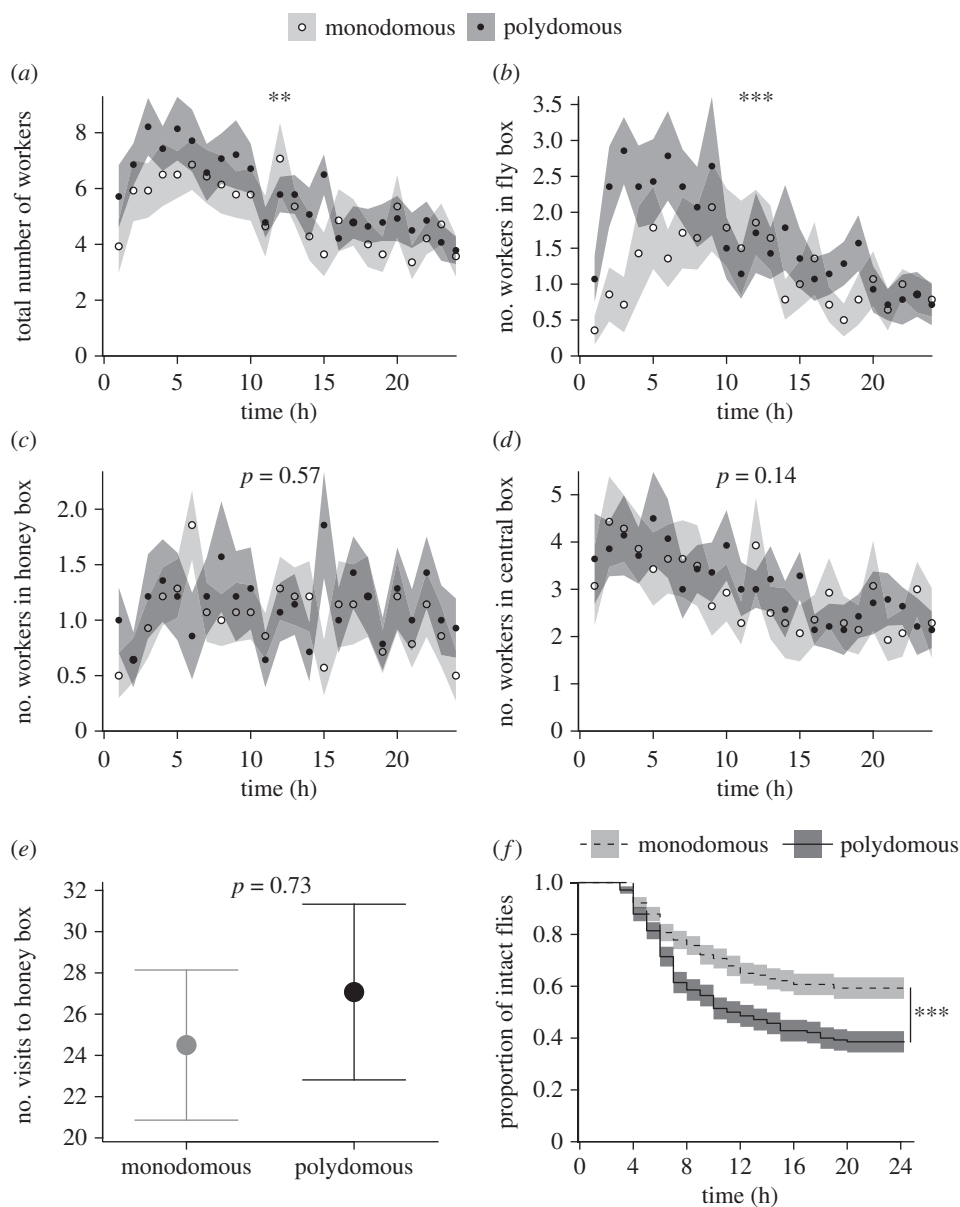 monodomous polydomous
(a)
**
total number of workers
8
6
4
2
0
0 5 10 15 20
time (h)
(b)
***
no. workers in fly box
3.5
3.0
2.5
2.0
1.5
1.0
0.5
0
0 5 10 15 20
time (h)
(c)
p = 0.57
no. workers in honey box
2.0
1.5
1.0
0.5
0
0 5 10 15 20
time (h)
(d)
p = 0.14
no. workers in central box
5
4
3
2
1
0
0 5 10 15 20
time (h)
(e)
p = 0.73
no. visits to honey box
32
30
28
26
24
22
20
monodomous polydomous
(f)
monodomous polydomous
proportion of intact flies
1.0
0.8
0.6
0.4
0.2
0
***
0 4 8 12 16 20 24
time (h)